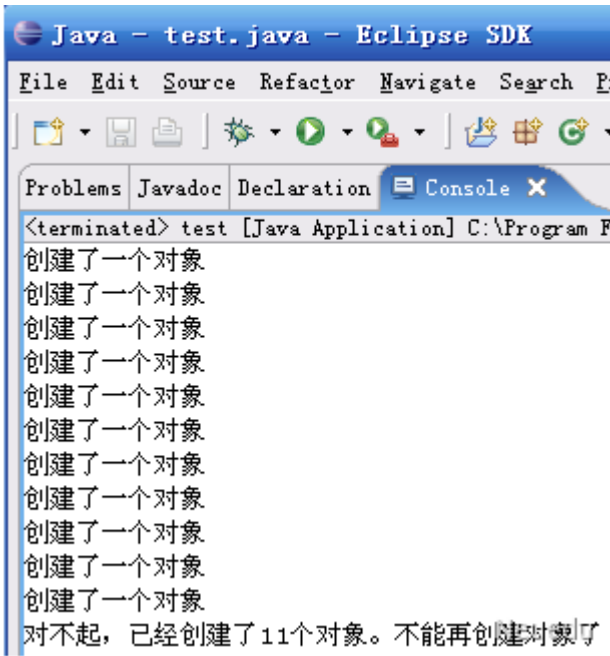 Java - test.java - Eclipse SDK
File Edit Source Refactor Navigate Search
Problems Javadoc Declaration Console
<terminated> test [Java Application] C:\Program F
创建了一个对象
创建了一个对象
创建了一个对象
创建了一个对象
创建了一个对象
创建了一个对象
创建了一个对象
创建了一个对象
创建了一个对象
创建了一个对象
创建了一个对象
对不起，已经创建了11个对象。不能再创建对象了